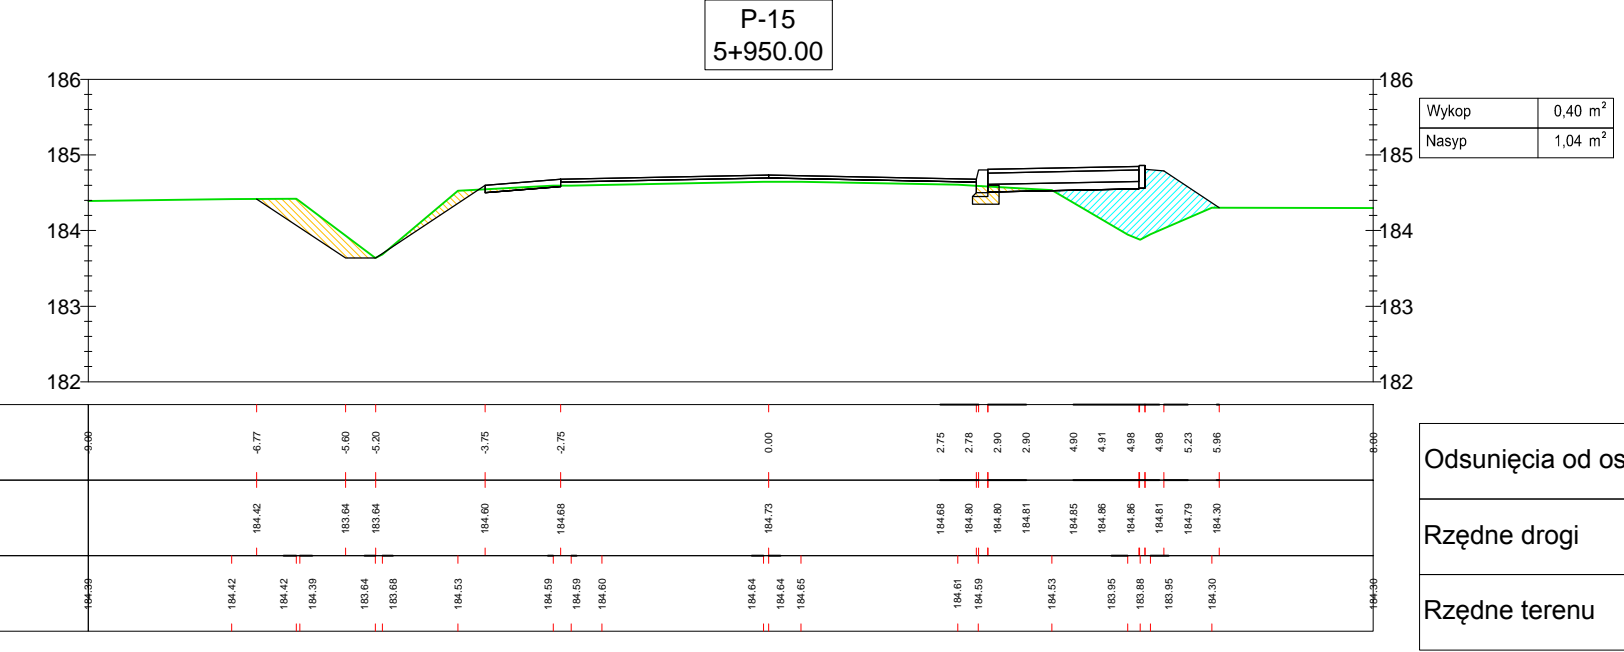 P-15
5+950.00
186 186
185 185
184 184
183 183
182 182
Wykop 0,40 m²
Nasyp 1,04 m²
-9.00 -6.77 -5.60 -5.20 -3.75 -2.75 0.00 2.75 2.78 2.90 2.90 4.90 4.91 4.98 4.98 5.23 5.96 8.00
Odsunięcia od os
184.42 183.64 183.64 184.60 184.68 184.73 184.68 184.80 184.80 184.81 184.85 184.86 184.86 184.81 184.79 184.30
Rzędne drogi
184.39 184.42 184.42 184.39 183.64 183.68 184.53 184.59 184.59 184.60 184.64 184.64 184.65 184.61 184.59 184.53 183.95 183.88 183.95 184.30 184.30
Rzędne terenu